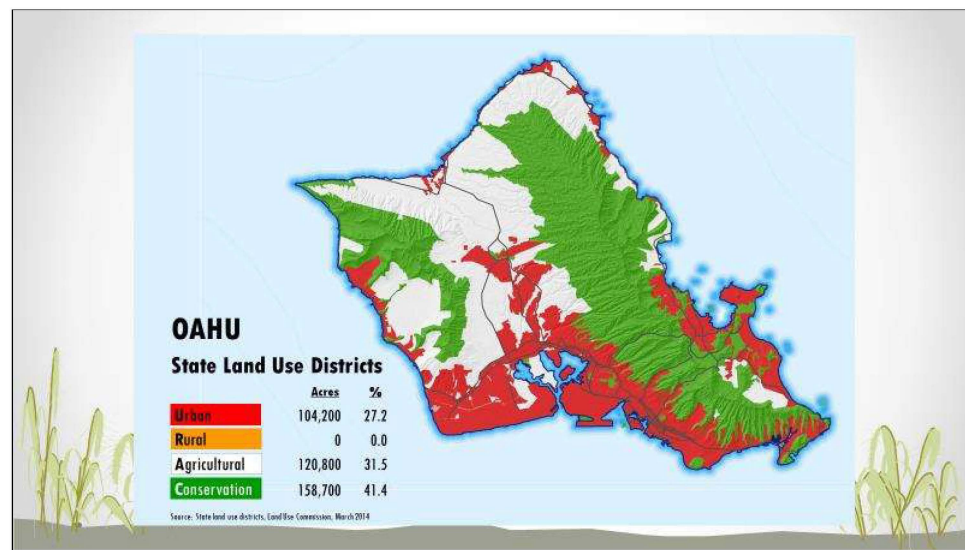 OAHU
State Land Use Districts
Acres %
Urban 104,200 27.2
Rural 0 0.0
Agricultural 120,800 31.5
Conservation 158,700 41.4
Source: State land use districts, Land Use Commission, March 2014